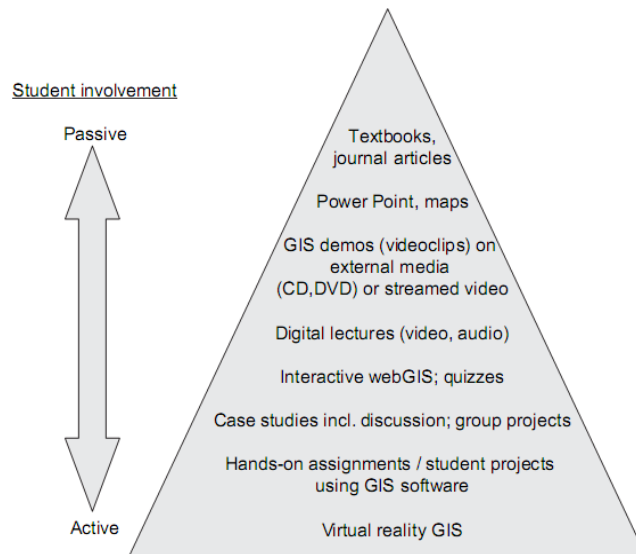 Student involvement
Passive
Textbooks,
journal articles
Power Point, maps
GIS demos (videoclips) on
external media
(CD,DVD) or streamed video
Digital lectures (video, audio)
Interactive webGIS; quizzes
Case studies incl. discussion; group projects
Hands-on assignments / student projects
using GIS software
Active
Virtual reality GIS